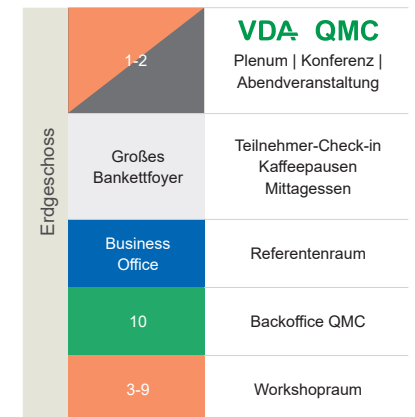 Erdgeschoss
1-2
VDA QMC
Plenum | Konferenz |
Abendveranstaltung
Großes
Bankettfoyer
Teilnehmer-Check-in
Kaffeepausen
Mittagessen
Business
Office
Referentenraum
10
Backoffice QMC
3-9
Workshopraum